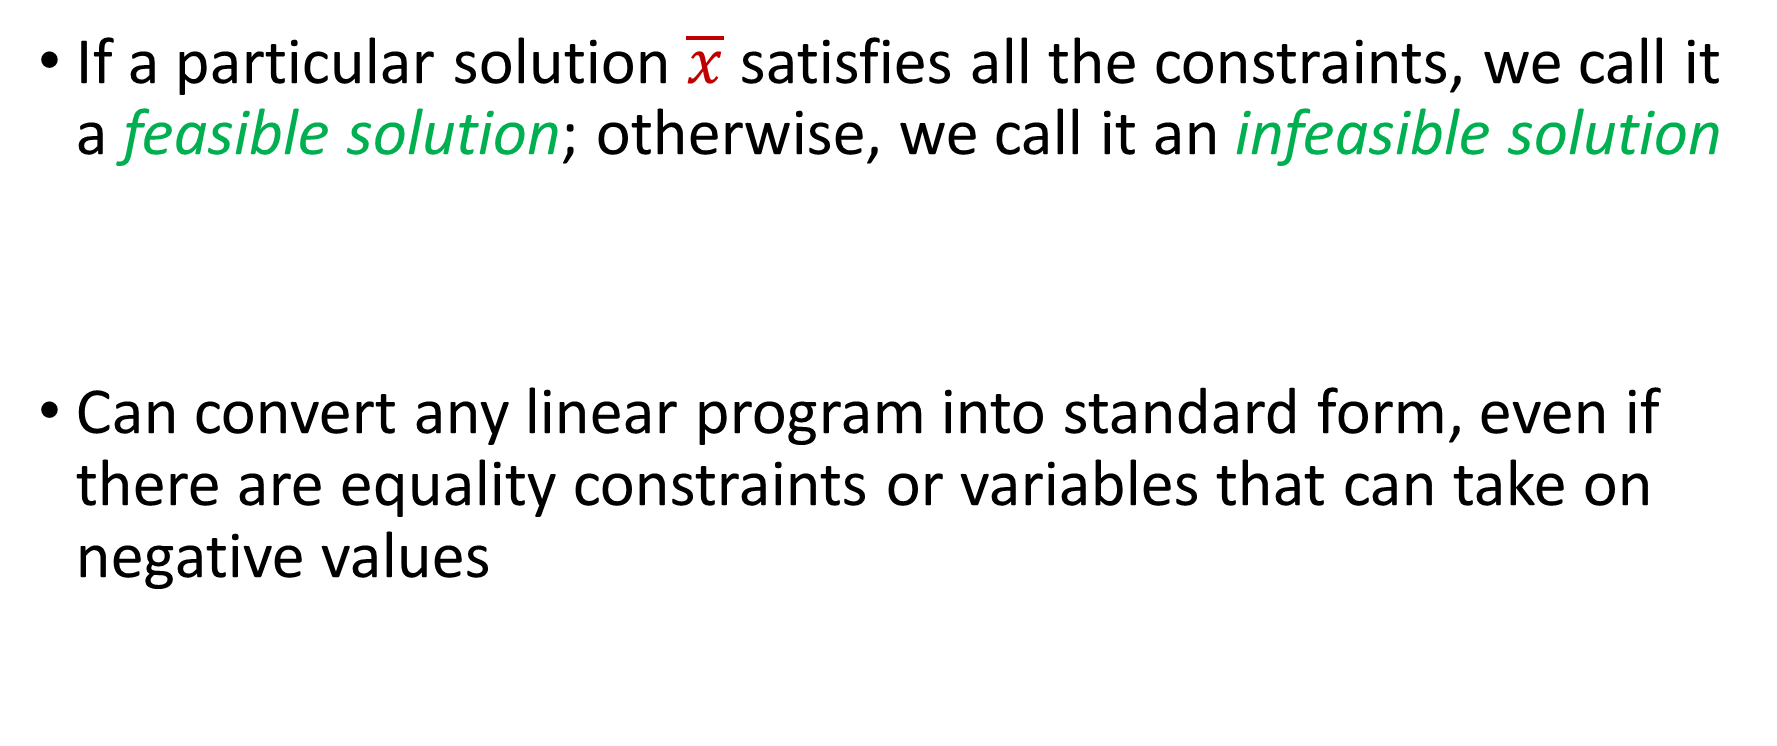 • If a particular solution x̅ satisfies all the constraints, we call it
a feasible solution; otherwise, we call it an infeasible solution
• Can convert any linear program into standard form, even if
there are equality constraints or variables that can take on
negative values